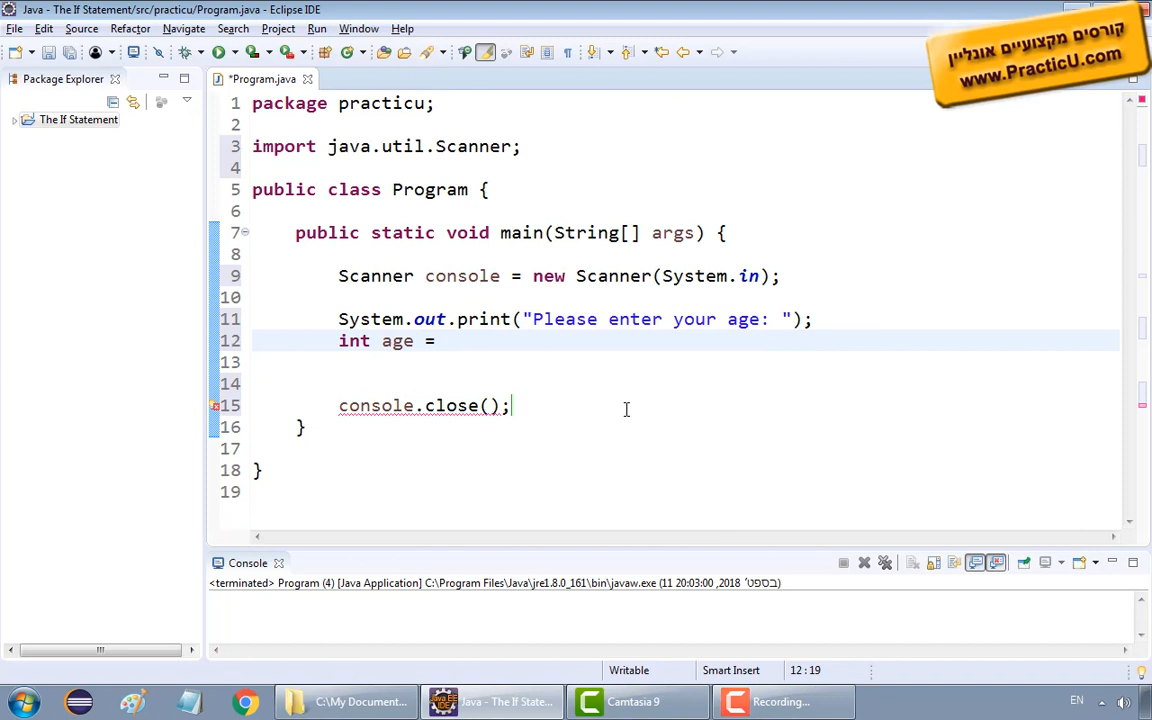 Java - The If Statement/src/practicu/Program.java - Eclipse IDE
קורסים מקצועיים אונליין
www.PracticU.com
File Edit Source Refactor Navigate Search Project Run Window Help
Package Explorer
The If Statement
*Program.java
1 package practicu;
2
3 import java.util.Scanner;
4
5 public class Program {
6
7 public static void main(String[] args) {
8
9 Scanner console = new Scanner(System.in);
10
11 System.out.print("Please enter your age: ");
12 int age =
13
14
15 console.close();
16 }
17
18 }
19
Console
<terminated> Program (4) [Java Application] C:\Program Files\Java\jre1.8.0_161\bin\javaw.exe (11 בספט׳ 2018, 20:03:00)
Writable Smart Insert 12 : 19
C:\My Document... Java - The If State... Camtasia 9 Recording... EN